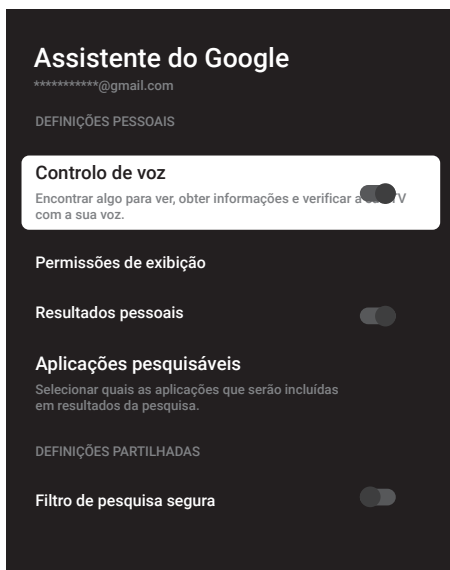 Assistente do Google
***********@gmail.com
DEFINIÇÕES PESSOAIS
Controlo de voz
Encontrar algo para ver, obter informações e verificar a TV
com a sua voz.
Permissões de exibição
Resultados pessoais
Aplicações pesquisáveis
Selecionar quais as aplicações que serão incluídas
em resultados da pesquisa.
DEFINIÇÕES PARTILHADAS
Filtro de pesquisa segura